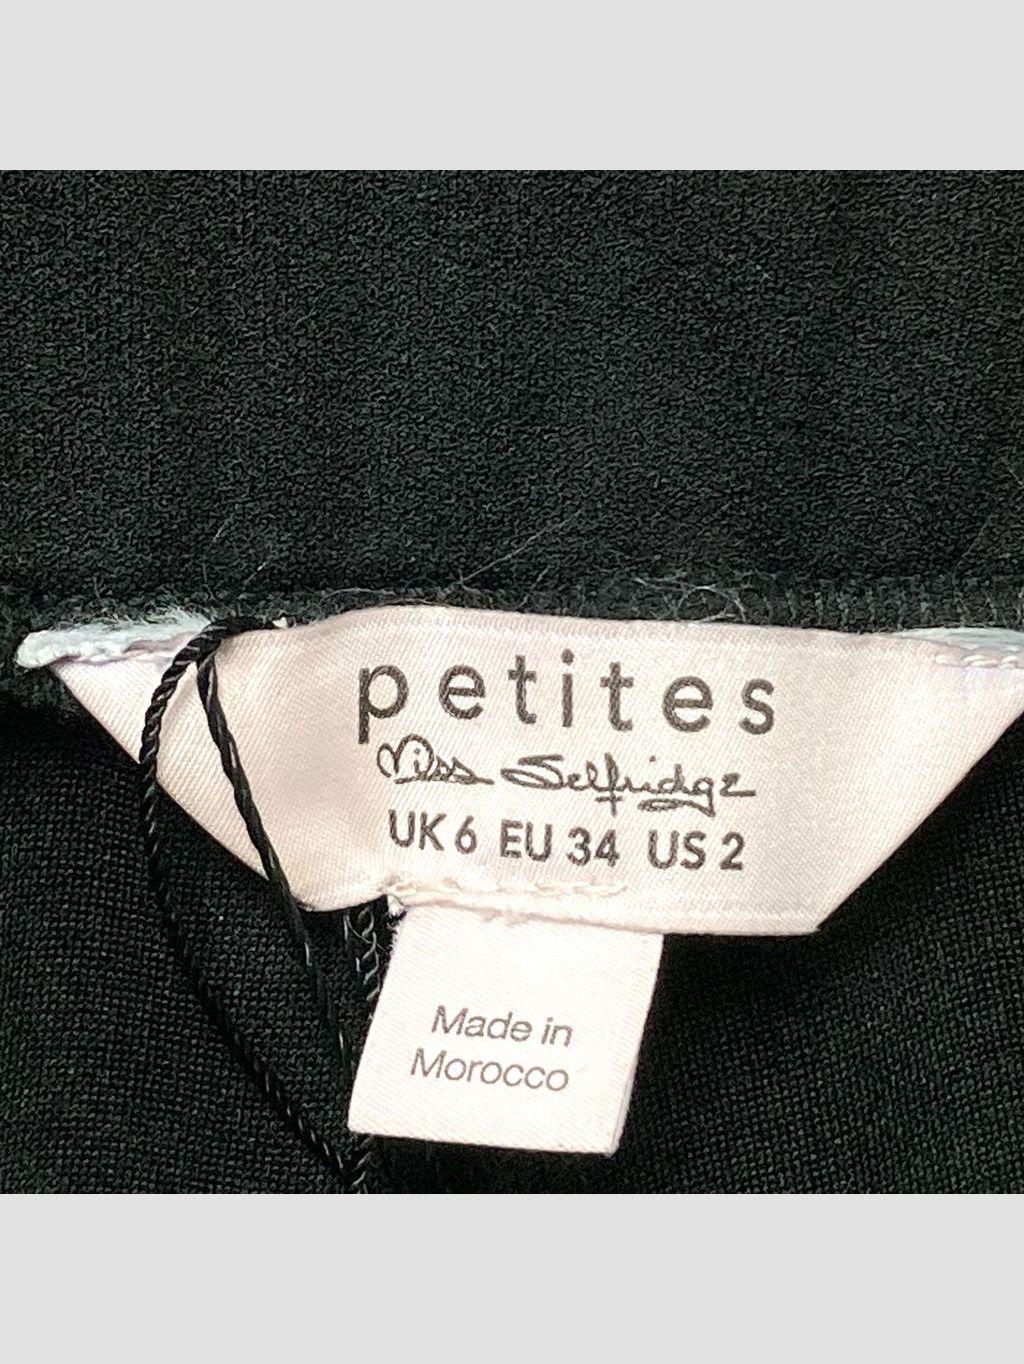 petites
Miss Selfridge
UK 6 EU 34 US 2
Made in
Morocco